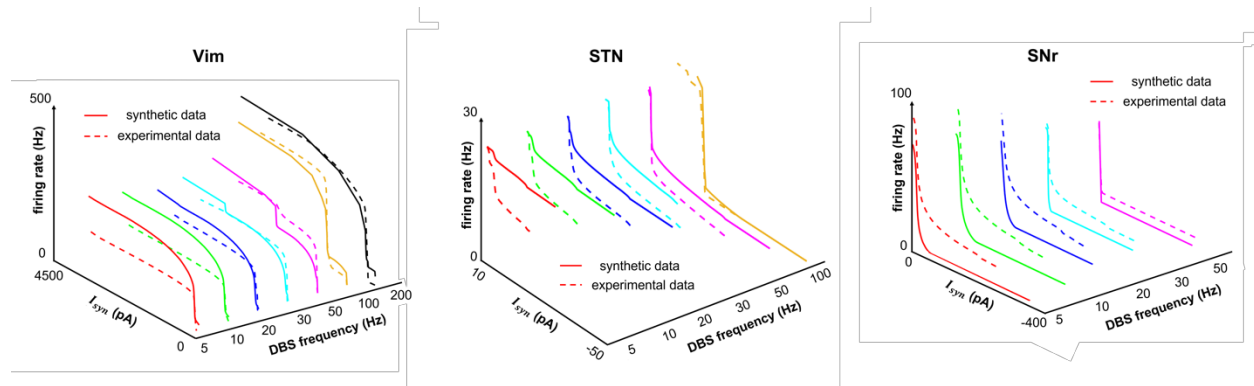 Vim
500
synthetic data
experimental data
firing rate (Hz)
0
4500
I_syn (pA)
0
5
10
20
30
50
100
200
DBS frequency (Hz)
STN
30
firing rate (Hz)
0
10
synthetic data
experimental data
I_syn (pA)
-50
5
10
20
30
50
100
DBS frequency (Hz)
SNr
100
synthetic data
experimental data
firing rate (Hz)
0
0
I_syn (pA)
-400
5
10
20
30
50
DBS frequency (Hz)